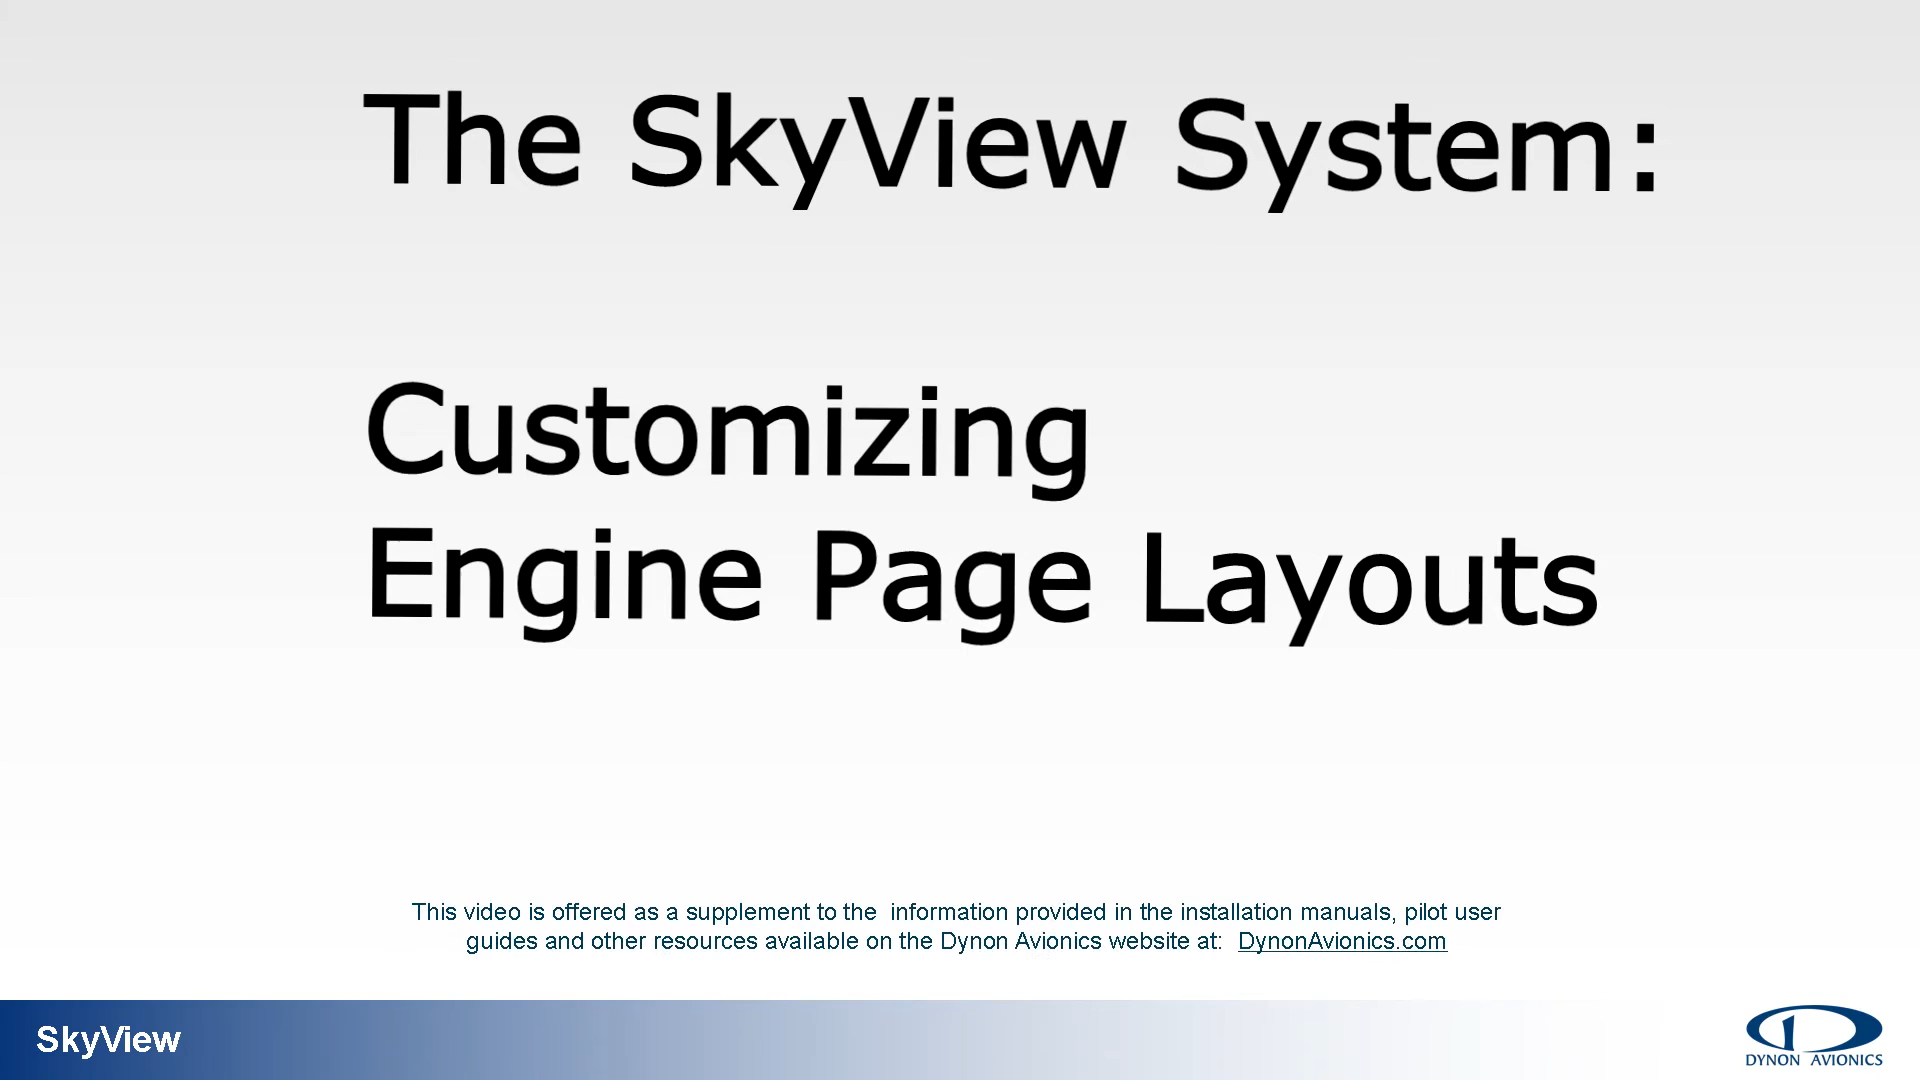 The SkyView System:
Customizing
Engine Page Layouts
This video is offered as a supplement to the  information provided in the installation manuals, pilot user
guides and other resources available on the Dynon Avionics website at:  DynonAvionics.com
SkyView
DYNON AVIONICS